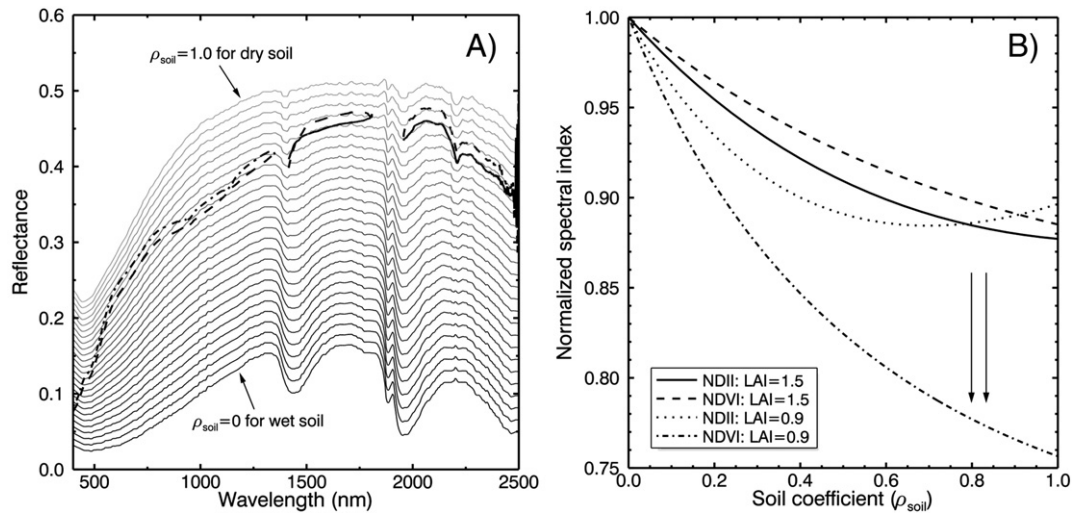 A)
ρsoil=1.0 for dry soil
ρsoil=0 for wet soil
Reflectance
0.6
0.5
0.4
0.3
0.2
0.1
0.0
500
1000
1500
2000
2500
Wavelength (nm)
B)
Normalized spectral index
1.00
0.95
0.90
0.85
0.80
0.75
NDII: LAI=1.5
NDVI: LAI=1.5
NDII: LAI=0.9
NDVI: LAI=0.9
0.0
0.2
0.4
0.6
0.8
1.0
Soil coefficient (ρsoil)